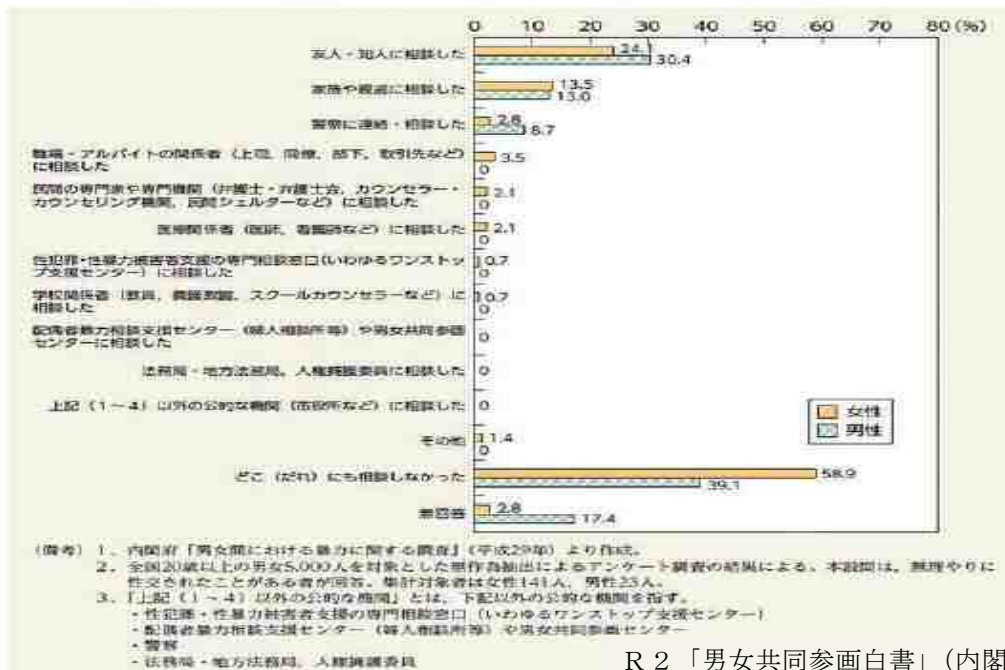 0 10 20 30 40 50 60 70 80 (%)
友人・知人に相談した 24.1
30.4
家族や親戚に相談した 13.5
13.0
警察に連絡・相談した 2.8
8.7
職場・アルバイトの関係者（上司、同僚、部下、取引先など） 3.5
に相談した 0
民間の専門家や専門機関（弁護士・弁護士会、カウンセラー・ 2.1
カウンセリング機関、民間シェルターなど）に相談した 0
医療関係者（医師、看護師など）に相談した 2.1
0
性犯罪・性暴力被害者支援の専門相談窓口（いわゆるワンストッ 0.7
プ支援センター）に相談した 0
学校関係者（教員、養護教諭、スクールカウンセラーなど）に 0.7
相談した 0
配偶者暴力相談支援センター（婦人相談所等）や男女共同参画 0
センターに相談した
法務局・地方法務局、人権擁護委員に相談した 0
上記（1～4）以外の公的な機関（市役所など）に相談した 0
その他 1.4
0
どこ（だれ）にも相談しなかった 58.9
39.1
無回答 2.8
17.4
女性
男性
（備考）1．内閣府「男女間における暴力に関する調査」（平成29年）より作成。
2．全国20歳以上の男女5,000人を対象とした無作為抽出によるアンケート調査の結果による。本設問は、無理やりに
性交されたことがある者が回答。集計対象者は女性141人、男性23人。
3．「上記（1～4）以外の公的な機関」とは、下記以外の公的な機関を指す。
・性犯罪・性暴力被害者支援の専門相談窓口（いわゆるワンストップ支援センター）
・配偶者暴力相談支援センター（婦人相談所等）や男女共同参画センター
・警察
・法務局・地方法務局、人権擁護委員
Ｒ２「男女共同参画白書」（内閣